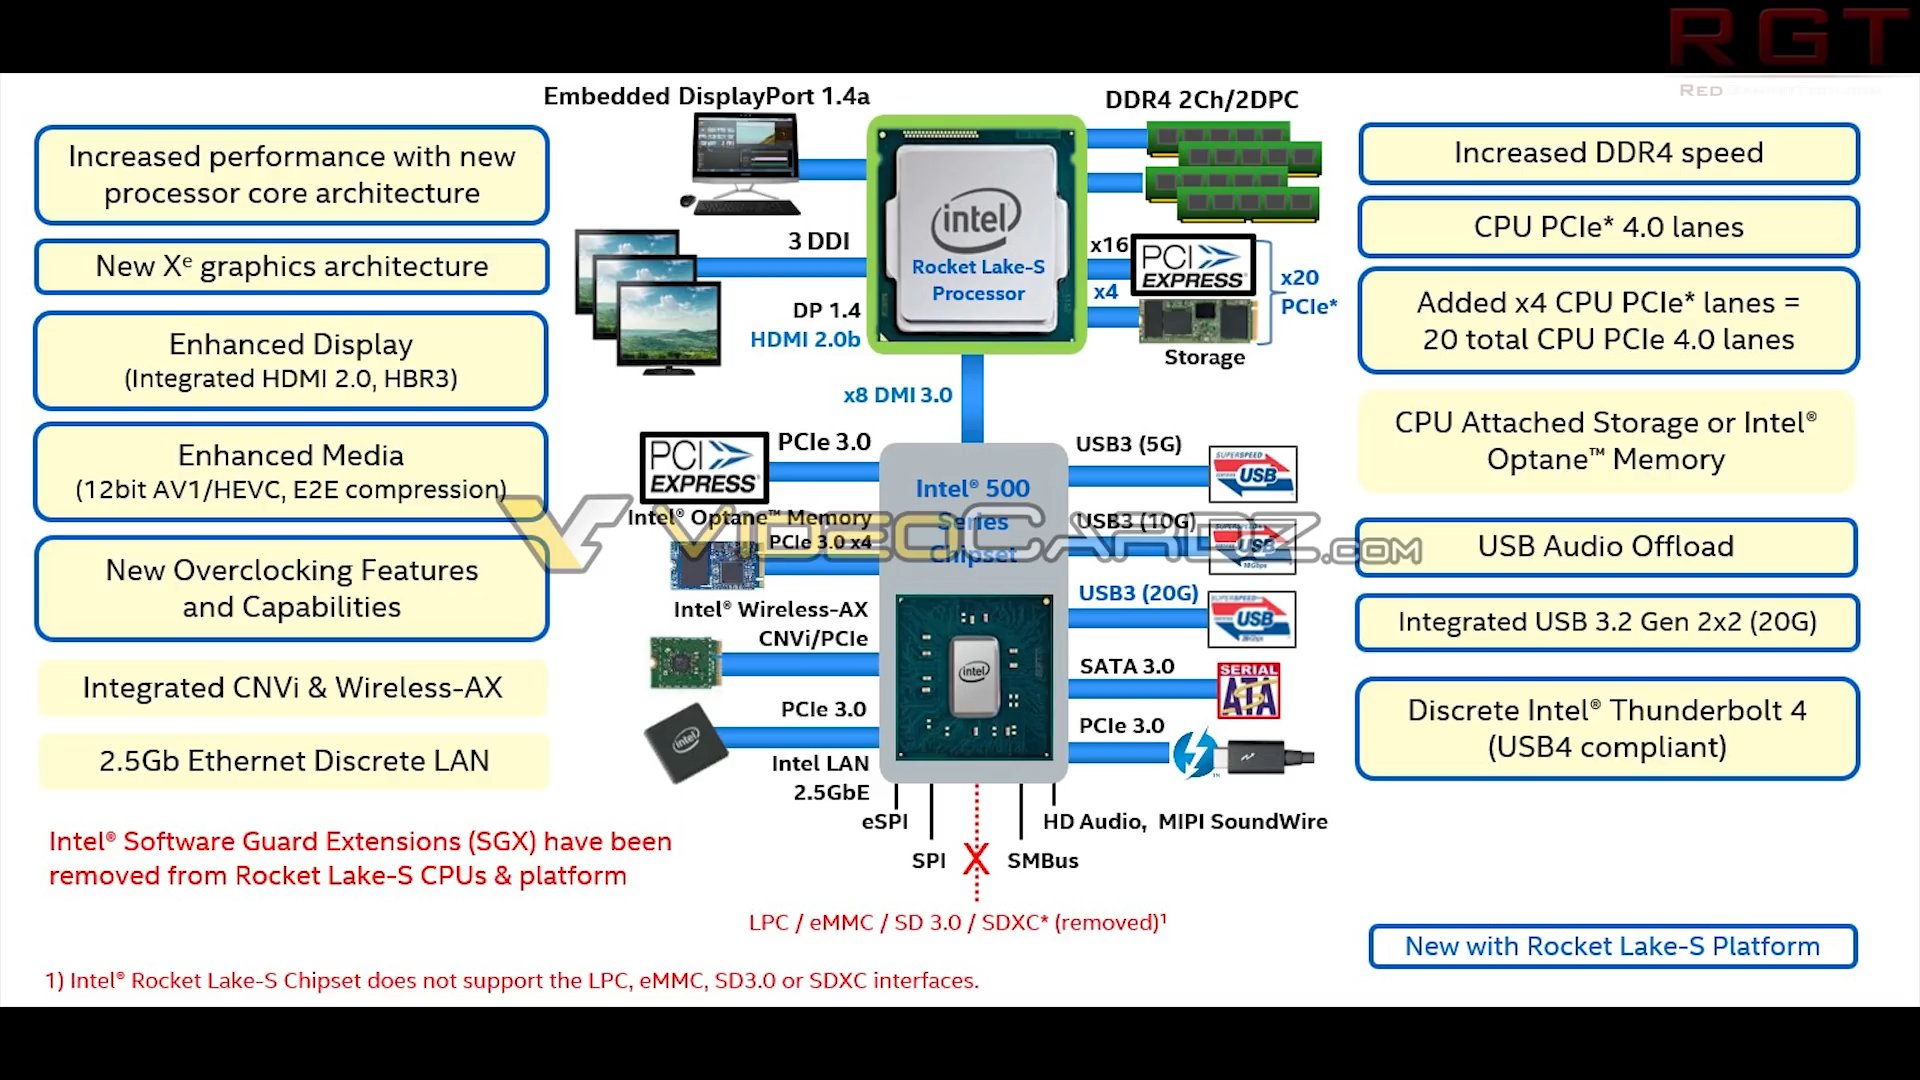 RGT
RED
Embedded DisplayPort 1.4a
DDR4 2Ch/2DPC
Increased performance with new
processor core architecture
New Xᵉ graphics architecture
Enhanced Display
(Integrated HDMI 2.0, HBR3)
Enhanced Media
(12bit AV1/HEVC, E2E compression)
New Overclocking Features
and Capabilities
Integrated CNVi & Wireless-AX
2.5Gb Ethernet Discrete LAN
Intel® Software Guard Extensions (SGX) have been
removed from Rocket Lake-S CPUs & platform
3 DDI
DP 1.4
HDMI 2.0b
intel
Rocket Lake-S
Processor
x16
PCI
EXPRESS®
x4
x20
PCIe*
Storage
x8 DMI 3.0
PCI
EXPRESS®
PCIe 3.0
Intel® Optane™ Memory
PCIe 3.0 x4
Intel® Wireless-AX
CNVi/PCIe
PCIe 3.0
intel
Intel LAN
2.5GbE
Intel® 500
Series
Chipset
intel
VIDEOCARDZ.COM
USB3 (5G)
SUPERSPEED
USB
USB3 (10G)
SUPERSPEED
USB
10Gbps
USB3 (20G)
SUPERSPEED
USB
SATA 3.0
SERIAL
ATA
PCIe 3.0
eSPI
SPI
X
SMBus
HD Audio, MIPI SoundWire
LPC / eMMC / SD 3.0 / SDXC* (removed)¹
Increased DDR4 speed
CPU PCIe* 4.0 lanes
Added x4 CPU PCIe* lanes =
20 total CPU PCIe 4.0 lanes
CPU Attached Storage or Intel®
Optane™ Memory
USB Audio Offload
Integrated USB 3.2 Gen 2x2 (20G)
Discrete Intel® Thunderbolt 4
(USB4 compliant)
New with Rocket Lake-S Platform
1) Intel® Rocket Lake-S Chipset does not support the LPC, eMMC, SD3.0 or SDXC interfaces.